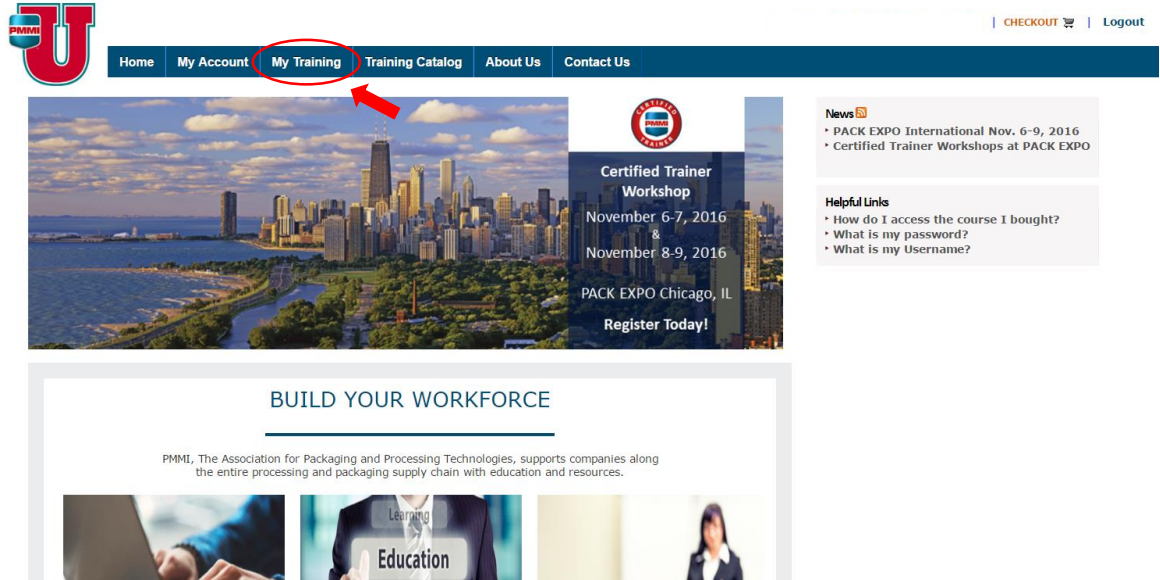 PMMI
U
| CHECKOUT | Logout
Home My Account My Training Training Catalog About Us Contact Us
CERTIFIED
PMMI
TRAINER
Certified Trainer
Workshop
November 6-7, 2016
&
November 8-9, 2016
PACK EXPO Chicago, IL
Register Today!
News
PACK EXPO International Nov. 6-9, 2016
Certified Trainer Workshops at PACK EXPO
Helpful Links
How do I access the course I bought?
What is my password?
What is my Username?
BUILD YOUR WORKFORCE
PMMI, The Association for Packaging and Processing Technologies, supports companies along
the entire processing and packaging supply chain with education and resources.
Learning
Education